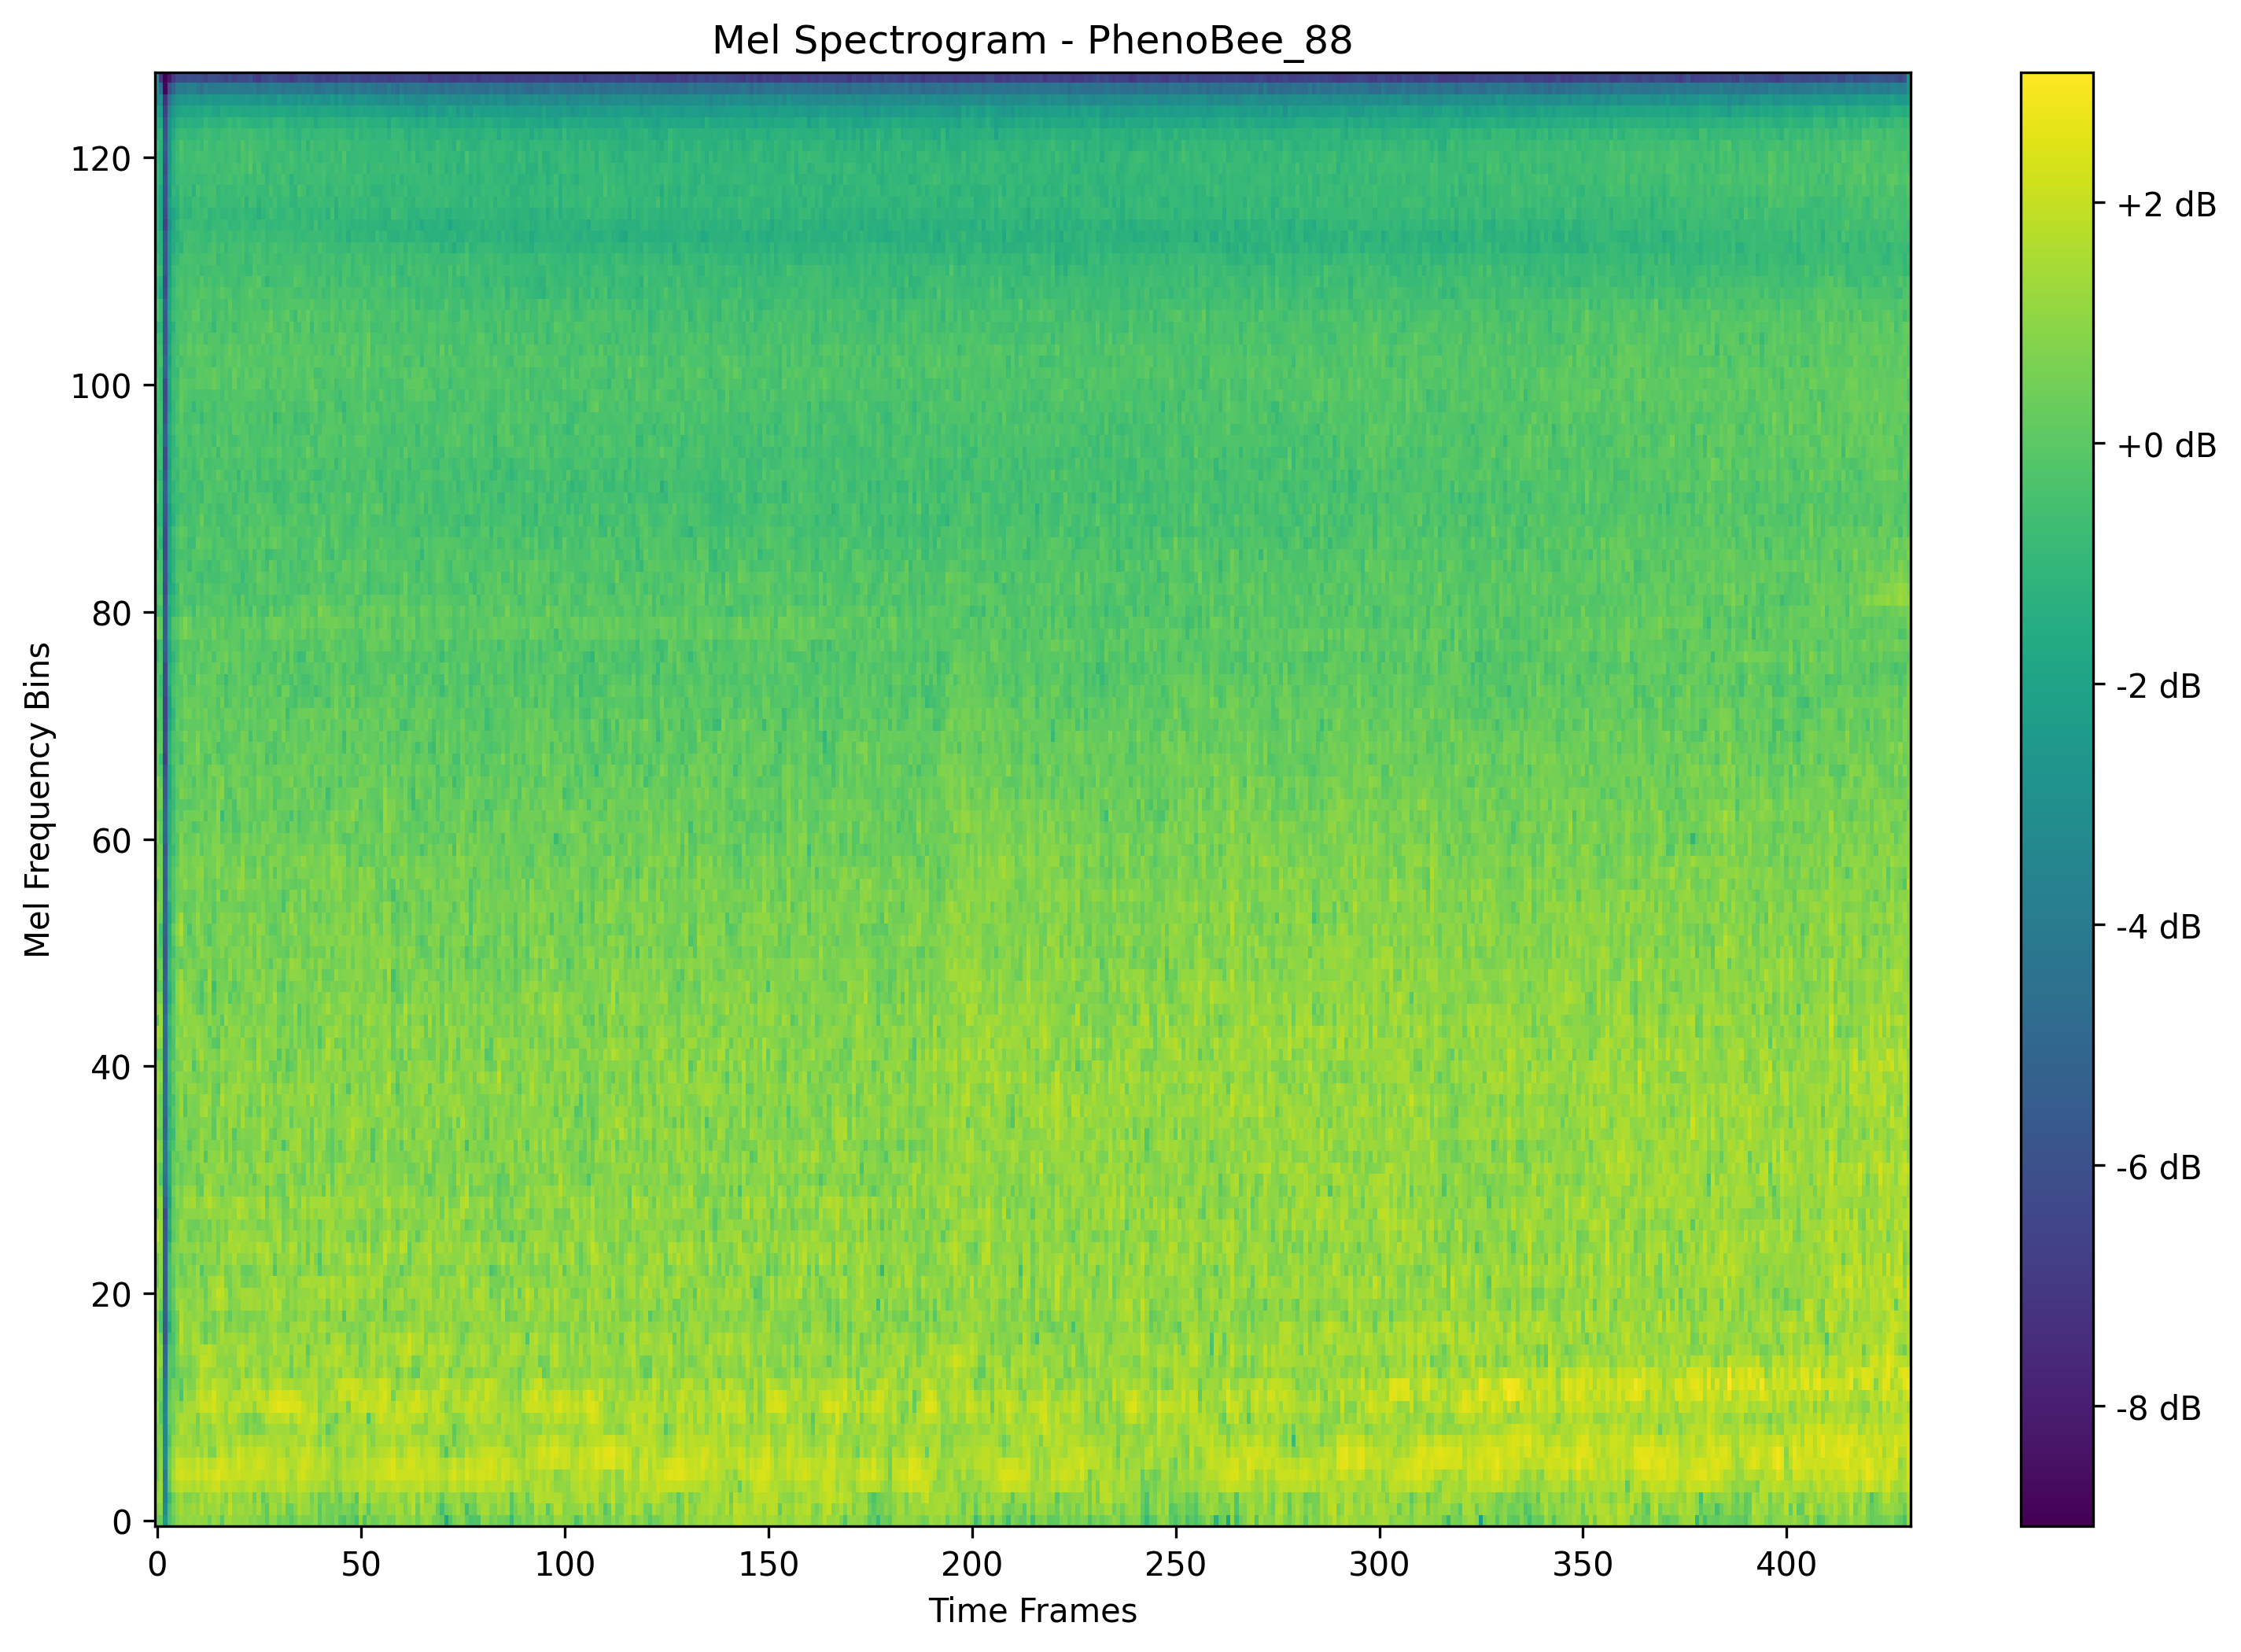 Mel Spectrogram - PhenoBee_88
Mel Frequency Bins
120
100
80
60
40
20
0
0 50 100 150 200 250 300 350 400
Time Frames
+2 dB
+0 dB
-2 dB
-4 dB
-6 dB
-8 dB